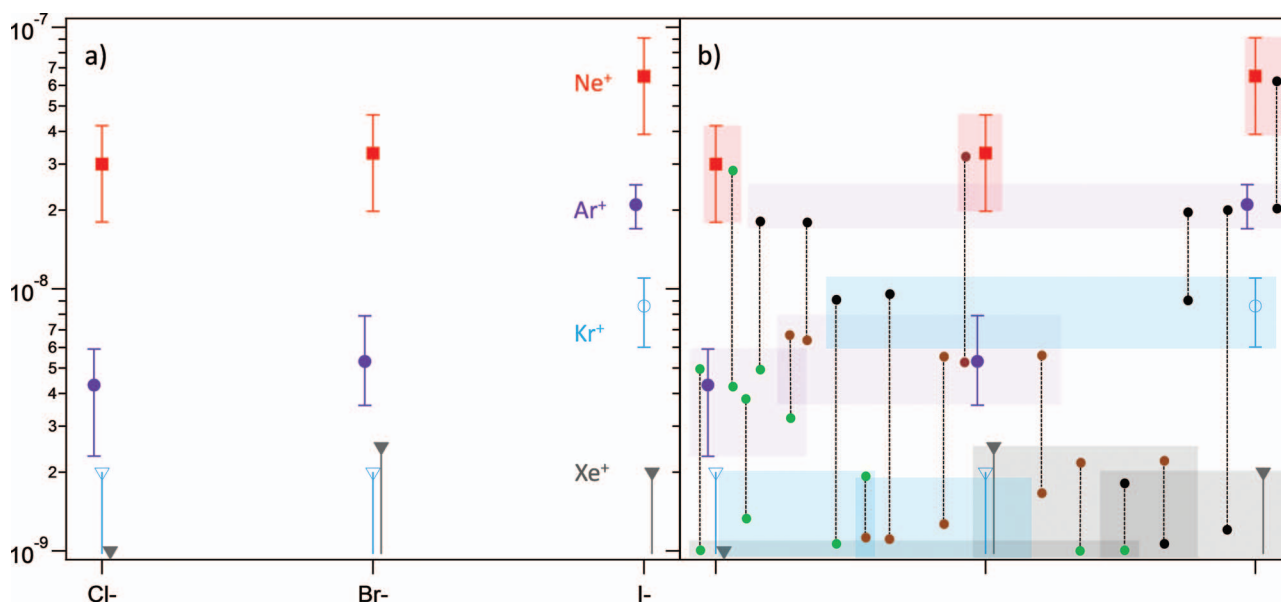 10⁻⁷
a)
b)
Ne⁺
7
6
5
4
3
Ar⁺
2
10⁻⁸
Kr⁺
7
6
5
4
3
Xe⁺
2
10⁻⁹
Cl- Br- I-